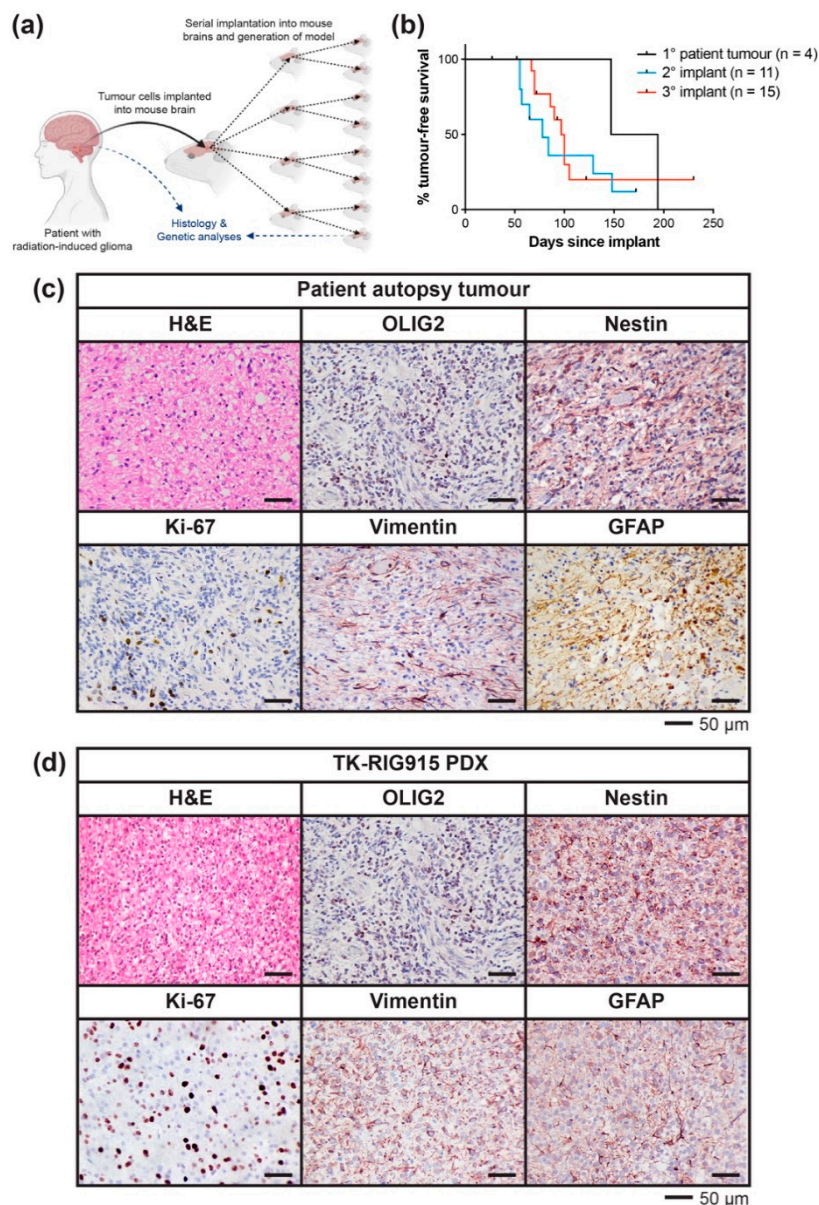 (a)
Serial implantation into mouse
brains and generation of model
Tumour cells implanted
into mouse brain
Histology &
Genetic analyses
Patient with
radiation-induced glioma
(b)
% tumour-free survival
100
50
0
0 50 100 150 200 250
Days since implant
1° patient tumour (n = 4)
2° implant (n = 11)
3° implant (n = 15)
(c)
Patient autopsy tumour
H&E OLIG2 Nestin
Ki-67 Vimentin GFAP
50 µm
(d)
TK-RIG915 PDX
H&E OLIG2 Nestin
Ki-67 Vimentin GFAP
50 µm